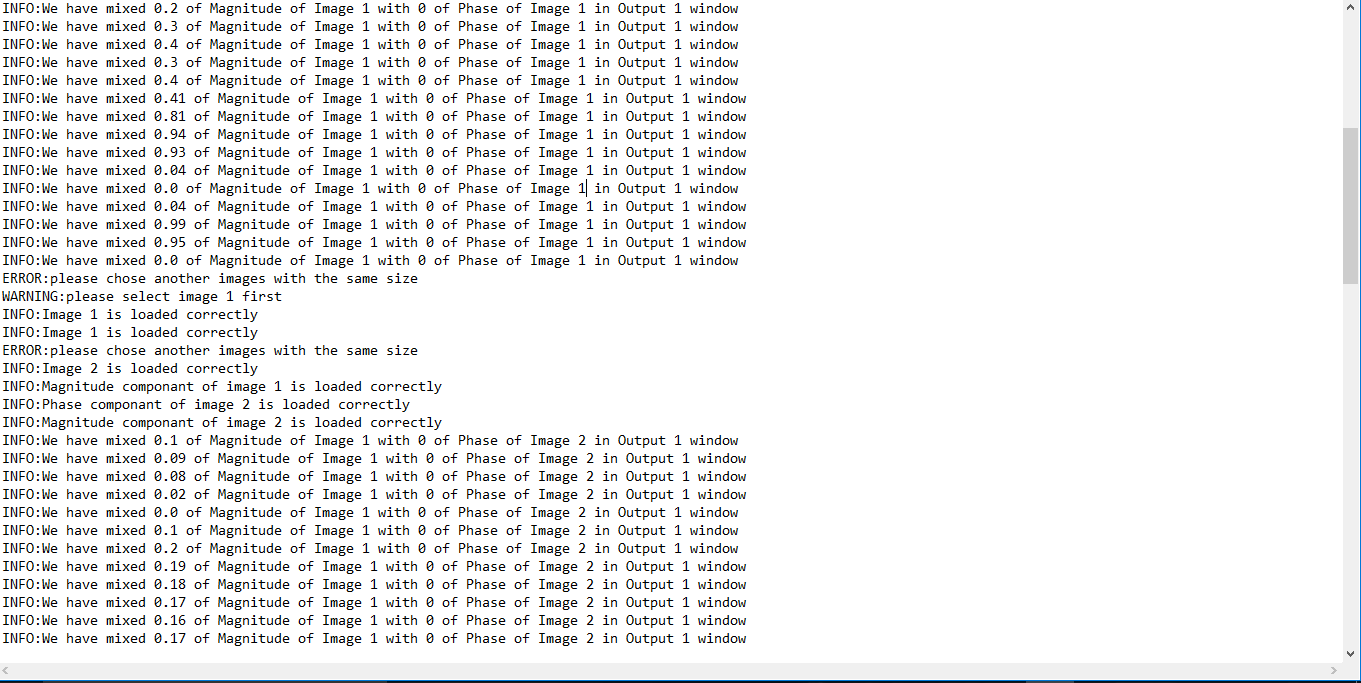 INFO:We have mixed 0.2 of Magnitude of Image 1 with 0 of Phase of Image 1 in Output 1 window
INFO:We have mixed 0.3 of Magnitude of Image 1 with 0 of Phase of Image 1 in Output 1 window
INFO:We have mixed 0.4 of Magnitude of Image 1 with 0 of Phase of Image 1 in Output 1 window
INFO:We have mixed 0.3 of Magnitude of Image 1 with 0 of Phase of Image 1 in Output 1 window
INFO:We have mixed 0.4 of Magnitude of Image 1 with 0 of Phase of Image 1 in Output 1 window
INFO:We have mixed 0.41 of Magnitude of Image 1 with 0 of Phase of Image 1 in Output 1 window
INFO:We have mixed 0.81 of Magnitude of Image 1 with 0 of Phase of Image 1 in Output 1 window
INFO:We have mixed 0.94 of Magnitude of Image 1 with 0 of Phase of Image 1 in Output 1 window
INFO:We have mixed 0.93 of Magnitude of Image 1 with 0 of Phase of Image 1 in Output 1 window
INFO:We have mixed 0.04 of Magnitude of Image 1 with 0 of Phase of Image 1 in Output 1 window
INFO:We have mixed 0.0 of Magnitude of Image 1 with 0 of Phase of Image 1 in Output 1 window
INFO:We have mixed 0.04 of Magnitude of Image 1 with 0 of Phase of Image 1 in Output 1 window
INFO:We have mixed 0.99 of Magnitude of Image 1 with 0 of Phase of Image 1 in Output 1 window
INFO:We have mixed 0.95 of Magnitude of Image 1 with 0 of Phase of Image 1 in Output 1 window
INFO:We have mixed 0.0 of Magnitude of Image 1 with 0 of Phase of Image 1 in Output 1 window
ERROR:please chose another images with the same size
WARNING:please select image 1 first
INFO:Image 1 is loaded correctly
INFO:Image 1 is loaded correctly
ERROR:please chose another images with the same size
INFO:Image 2 is loaded correctly
INFO:Magnitude componant of image 1 is loaded correctly
INFO:Phase componant of image 2 is loaded correctly
INFO:Magnitude componant of image 2 is loaded correctly
INFO:We have mixed 0.1 of Magnitude of Image 1 with 0 of Phase of Image 2 in Output 1 window
INFO:We have mixed 0.09 of Magnitude of Image 1 with 0 of Phase of Image 2 in Output 1 window
INFO:We have mixed 0.08 of Magnitude of Image 1 with 0 of Phase of Image 2 in Output 1 window
INFO:We have mixed 0.02 of Magnitude of Image 1 with 0 of Phase of Image 2 in Output 1 window
INFO:We have mixed 0.0 of Magnitude of Image 1 with 0 of Phase of Image 2 in Output 1 window
INFO:We have mixed 0.1 of Magnitude of Image 1 with 0 of Phase of Image 2 in Output 1 window
INFO:We have mixed 0.2 of Magnitude of Image 1 with 0 of Phase of Image 2 in Output 1 window
INFO:We have mixed 0.19 of Magnitude of Image 1 with 0 of Phase of Image 2 in Output 1 window
INFO:We have mixed 0.18 of Magnitude of Image 1 with 0 of Phase of Image 2 in Output 1 window
INFO:We have mixed 0.17 of Magnitude of Image 1 with 0 of Phase of Image 2 in Output 1 window
INFO:We have mixed 0.16 of Magnitude of Image 1 with 0 of Phase of Image 2 in Output 1 window
INFO:We have mixed 0.17 of Magnitude of Image 1 with 0 of Phase of Image 2 in Output 1 window